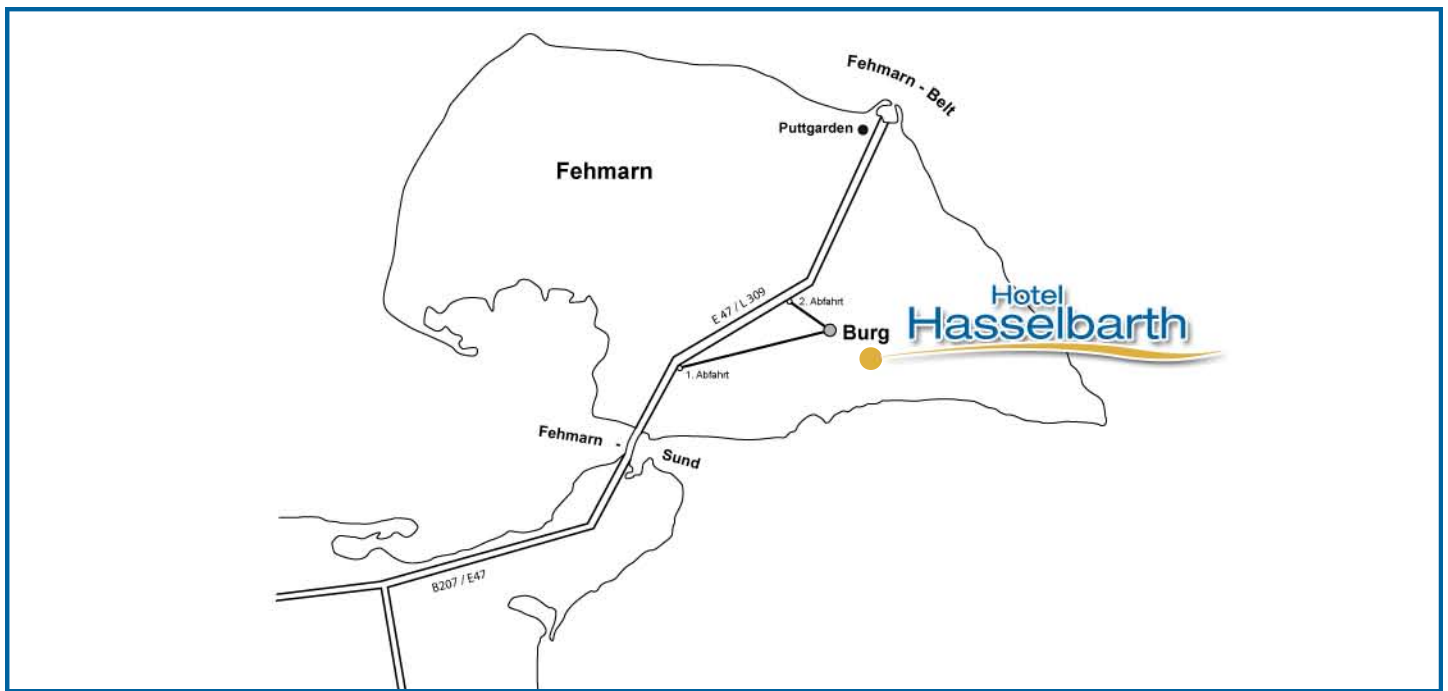 Fehmarn - Belt
Puttgarden
Fehmarn
E 47 / L 309
2. Abfahrt
Hotel
Hasselbarth
Burg
1. Abfahrt
Fehmarn -
Sund
B207 / E47